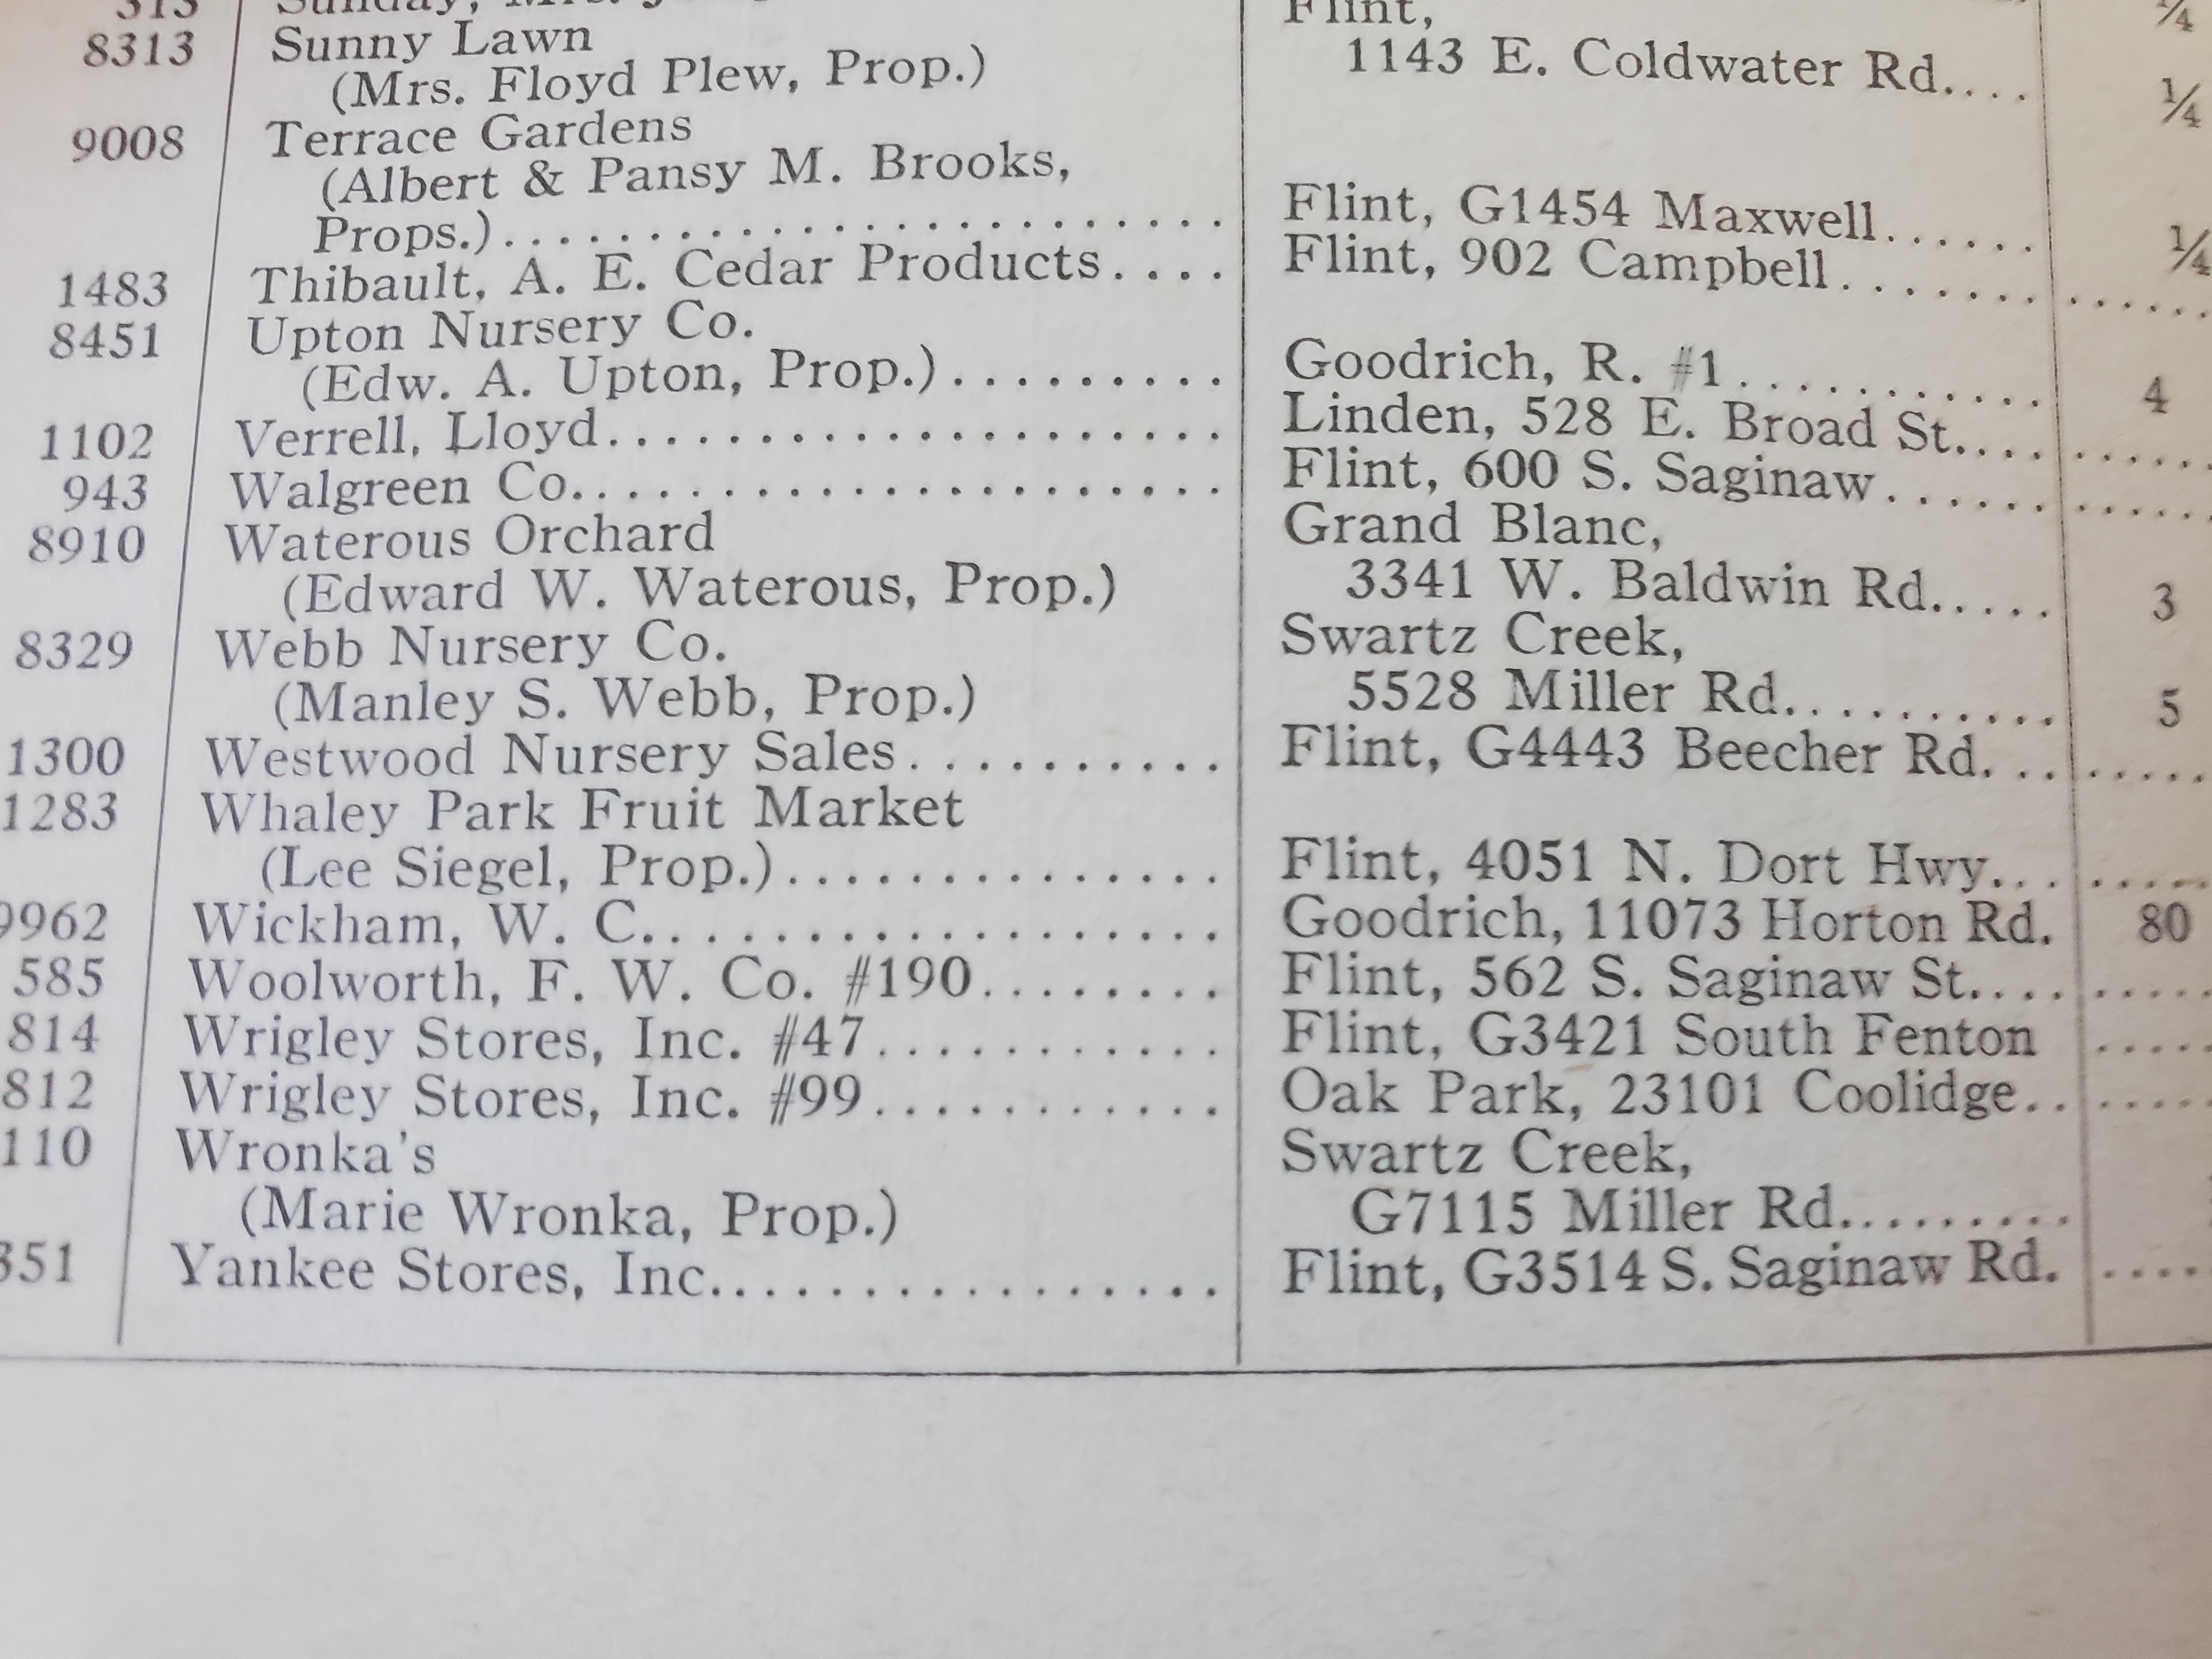 313 Sunday, Mrs. Flint, ¼
8313 Sunny Lawn
(Mrs. Floyd Plew, Prop.) 1143 E. Coldwater Rd.... ¼
9008 Terrace Gardens
(Albert & Pansy M. Brooks,
Props.)........................ Flint, G1454 Maxwell...... ¼
1483 Thibault, A. E. Cedar Products.... Flint, 902 Campbell..............
8451 Upton Nursery Co.
(Edw. A. Upton, Prop.).......... Goodrich, R. #1............ 4
1102 Verrell, Lloyd..................... Linden, 528 E. Broad St..........
943 Walgreen Co...................... Flint, 600 S. Saginaw.............
8910 Waterous Orchard Grand Blanc,
(Edward W. Waterous, Prop.) 3341 W. Baldwin Rd..... 3
8329 Webb Nursery Co. Swartz Creek,
(Manley S. Webb, Prop.) 5528 Miller Rd........... 5
1300 Westwood Nursery Sales........... Flint, G4443 Beecher Rd........
1283 Whaley Park Fruit Market
(Lee Siegel, Prop.)............... Flint, 4051 N. Dort Hwy........
9962 Wickham, W. C................... Goodrich, 11073 Horton Rd. 80
585 Woolworth, F. W. Co. #190........ Flint, 562 S. Saginaw St.........
814 Wrigley Stores, Inc. #47............ Flint, G3421 South Fenton ....
812 Wrigley Stores, Inc. #99............ Oak Park, 23101 Coolidge.......
110 Wronka's Swartz Creek,
(Marie Wronka, Prop.) G7115 Miller Rd.........
351 Yankee Stores, Inc................. Flint, G3514 S. Saginaw Rd. ....